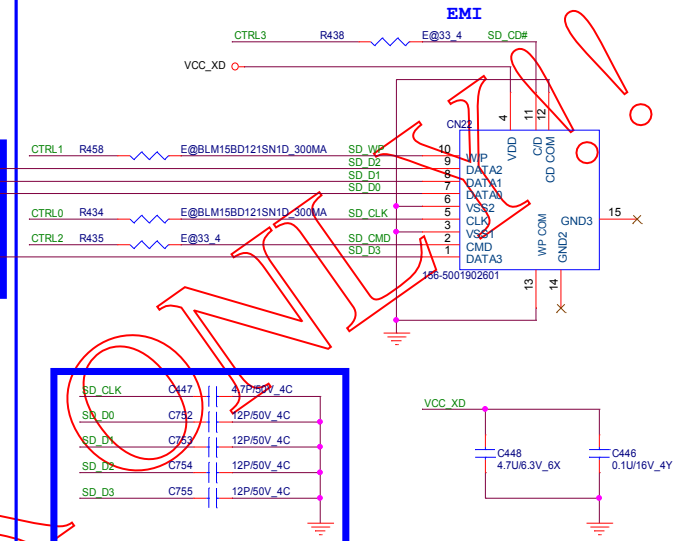 EMI
CTRL3 R438 E@33_4 SD_CD#
VCC_XD
4 11 12
CN22
VDD C/D CD COM
CTRL1 R458 E@BLM15BD121SN1D_300MA SD_WP 10 W/P
SD_D2 9 DATA2
SD_D1 8 DATA1
SD_D0 7 DATA0
6 VSS2
CTRL0 R434 E@BLM15BD121SN1D_300MA SD_CLK 5 CLK
3 VSS1
CTRL2 R435 E@33_4 SD_CMD 2 CMD
SD_D3 1 DATA3
GND3 15
WP COM GND2
156-5001902601
13 14
SD_CLK C447 4.7P/50V_4C
SD_D0 C752 12P/50V_4C
SD_D1 C753 12P/50V_4C
SD_D2 C754 12P/50V_4C
SD_D3 C755 12P/50V_4C
VCC_XD
C448 C446
4.7U/6.3V_6X 0.1U/16V_4Y
ONLY!!